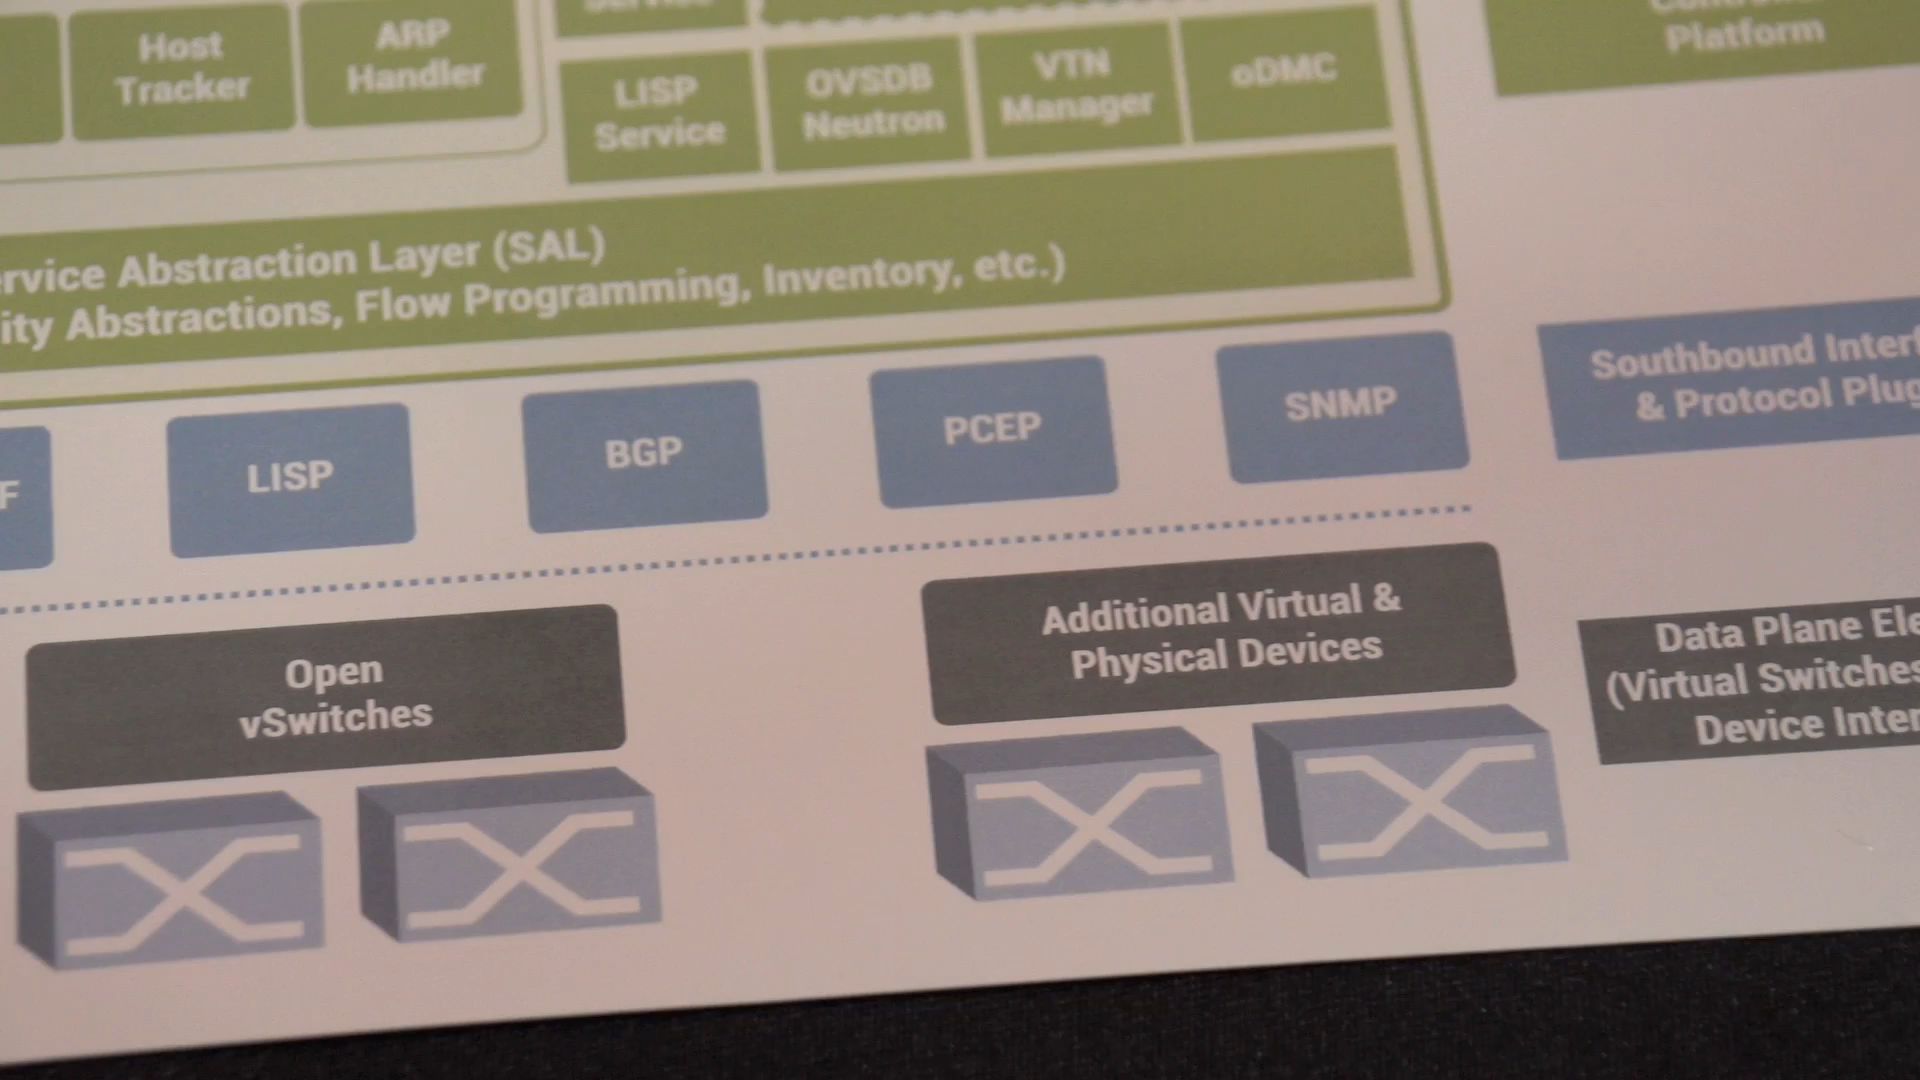 Service
Platform
Host
Tracker
ARP
Handler
LISP
Service
OVSDB
Neutron
VTN
Manager
oDMC
ervice Abstraction Layer (SAL)
ity Abstractions, Flow Programming, Inventory, etc.)
F
LISP
BGP
PCEP
SNMP
Southbound Interf
& Protocol Plug
Open
vSwitches
Additional Virtual &
Physical Devices
Data Plane Ele
(Virtual Switches
Device Inter